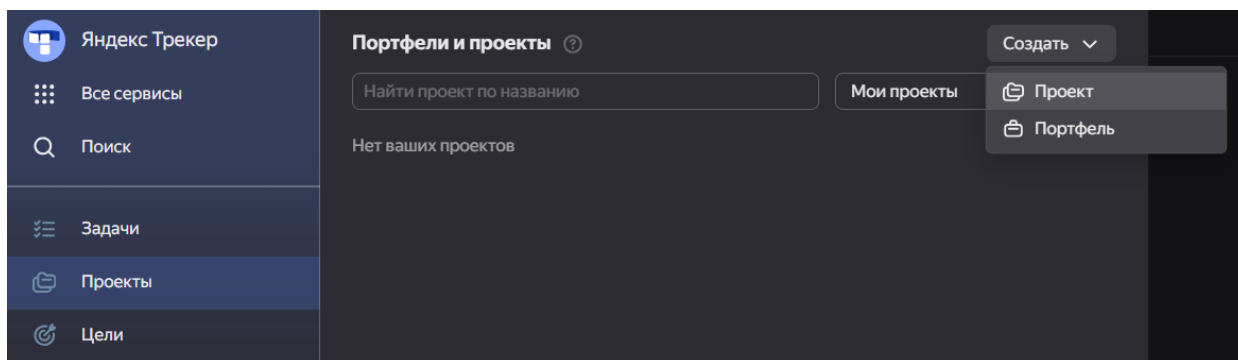 Яндекс Трекер
Все сервисы
Поиск
Задачи
Проекты
Цели
Портфели и проекты
Создать
Найти проект по названию
Мои проекты
Проект
Портфель
Нет ваших проектов